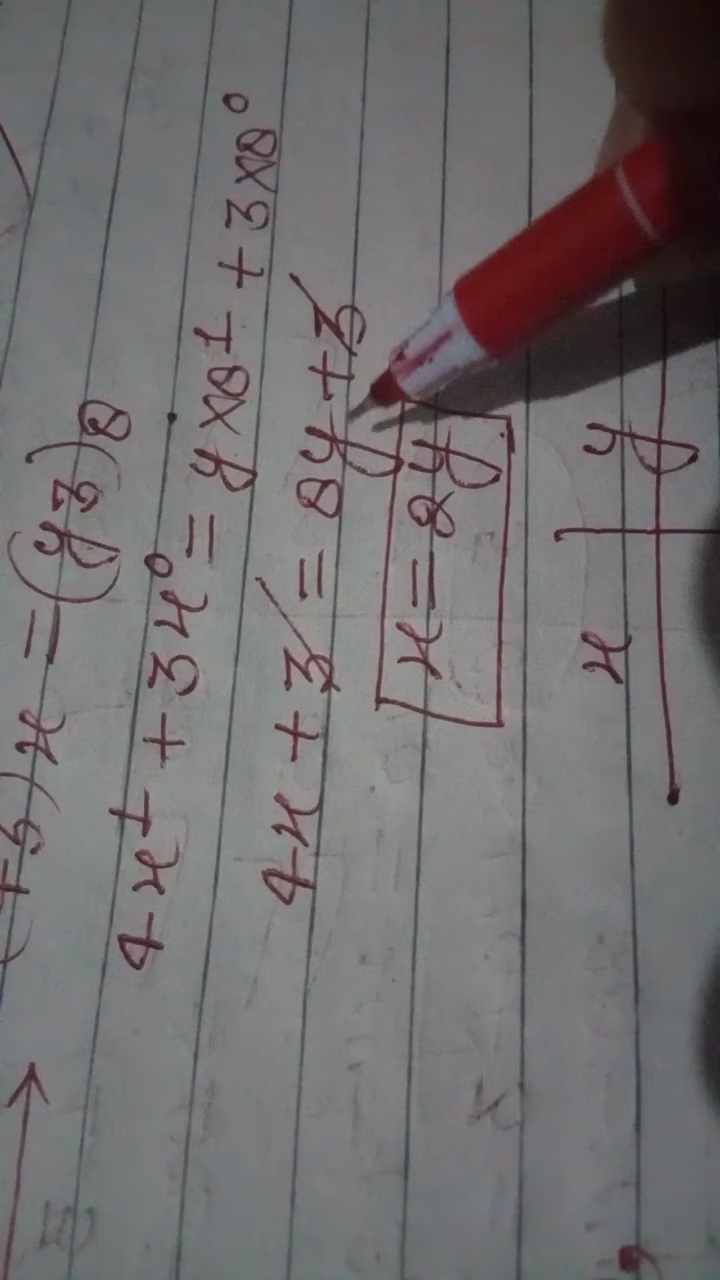 (43)x = (y3)8
4x¹ + 3x⁰ = y×8¹ + 3×8⁰
4x + 3 = 8y + 3
x = 2y
x y